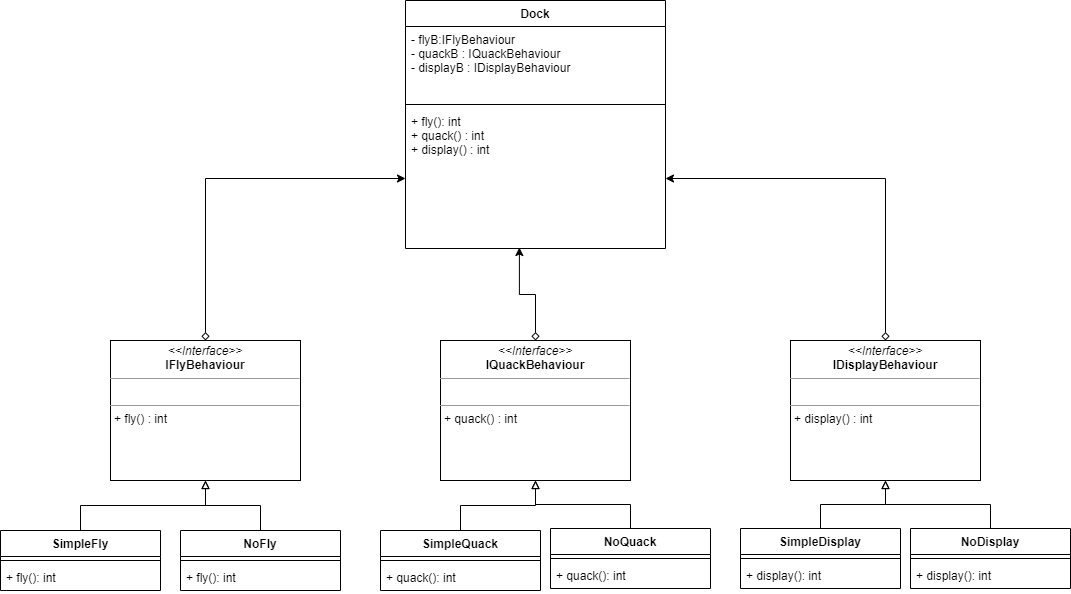 Dock
- flyB:IFlyBehaviour
- quackB : IQuackBehaviour
- displayB : IDisplayBehaviour
+ fly(): int
+ quack() : int
+ display() : int
<<Interface>>
IFlyBehaviour
+ fly() : int
<<Interface>>
IQuackBehaviour
+ quack() : int
<<Interface>>
IDisplayBehaviour
+ display() : int
SimpleFly
+ fly(): int
NoFly
+ fly(): int
SimpleQuack
+ quack(): int
NoQuack
+ quack(): int
SimpleDisplay
+ display(): int
NoDisplay
+ display(): int